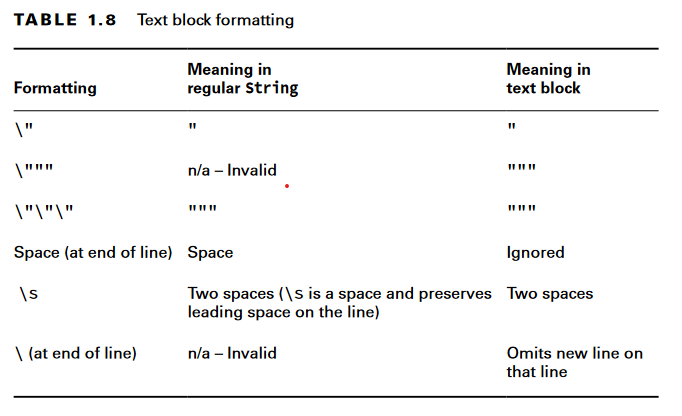 TABLE 1.8 Text block formatting
Formatting Meaning in regular String Meaning in text block
\" " "
\""" n/a – Invalid """
\"\"\" """ """
Space (at end of line) Space Ignored
\s Two spaces (\s is a space and preserves leading space on the line) Two spaces
\ (at end of line) n/a – Invalid Omits new line on that line